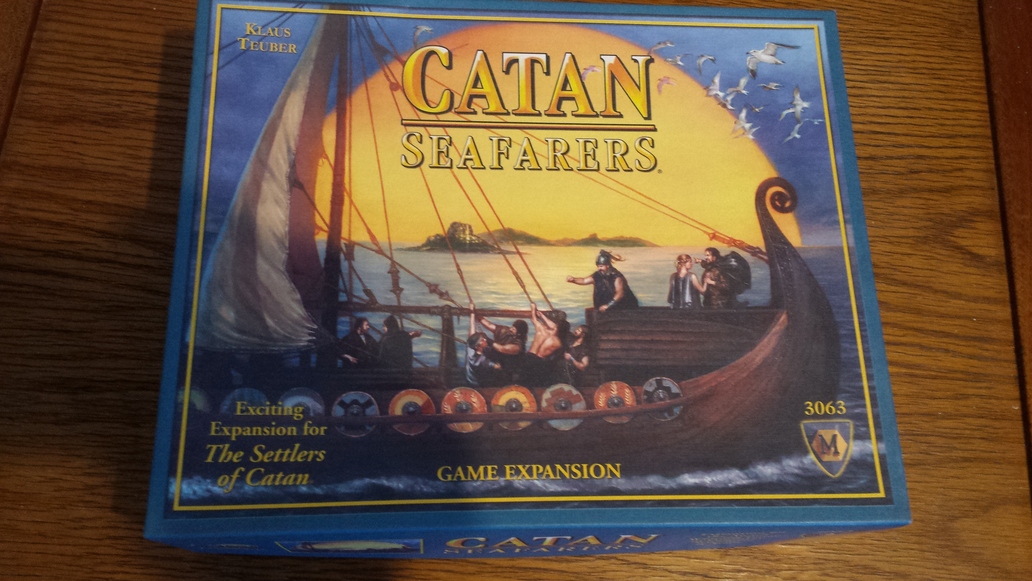 KLAUS
TEUBER
CATAN
SEAFARERS
Exciting
Expansion for
The Settlers
of Catan
GAME EXPANSION
3063
M
CATAN
SEAFARERS